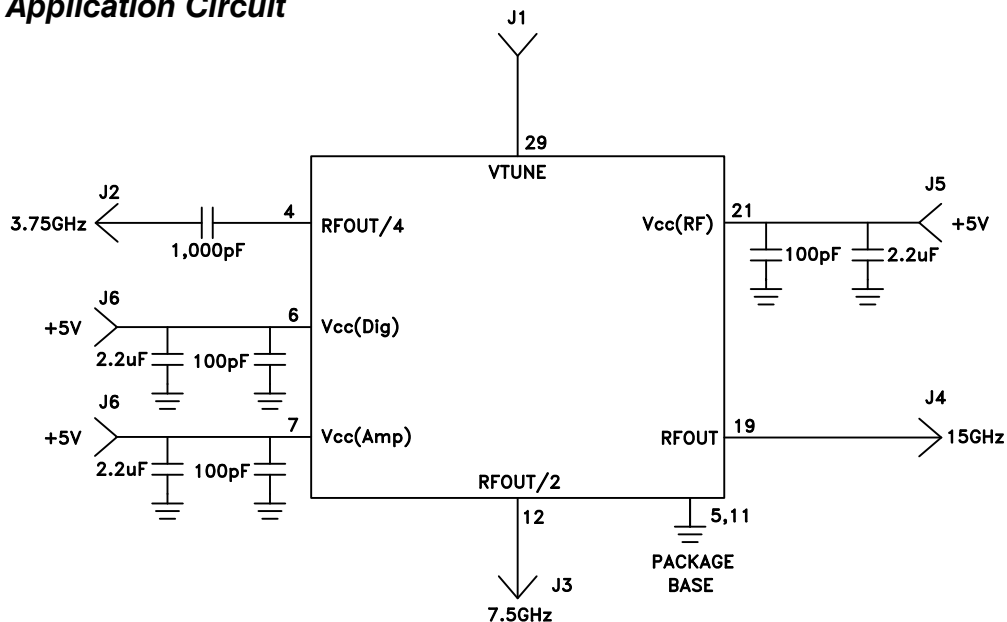 Application Circuit
J1
29
VTUNE
J2
3.75GHz
1,000pF
4
RFOUT/4
Vcc(RF)
21
J5
+5V
100pF
2.2uF
J6
+5V
6
Vcc(Dig)
2.2uF
100pF
J6
+5V
7
Vcc(Amp)
2.2uF
100pF
RFOUT
19
J4
15GHz
RFOUT/2
12
5,11
PACKAGE
BASE
J3
7.5GHz